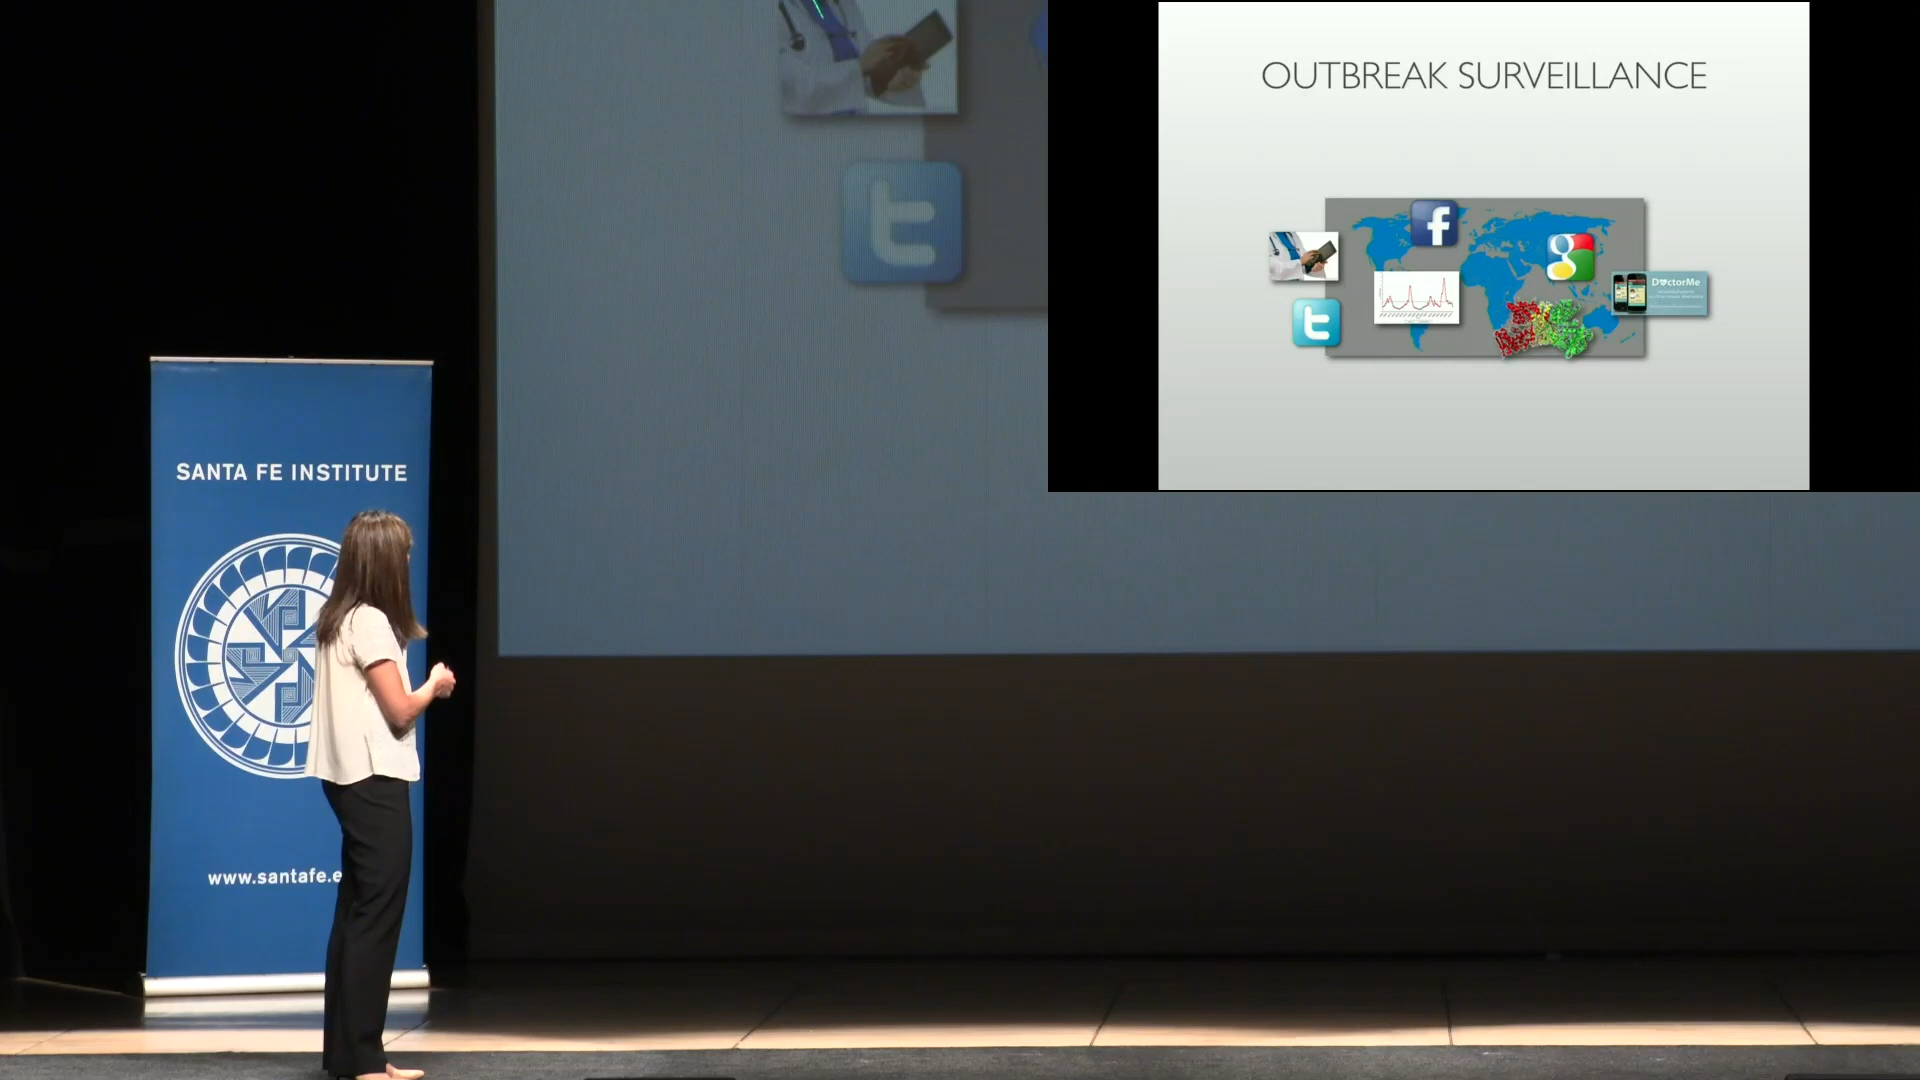 OUTBREAK SURVEILLANCE
f
g
DoctorMe
t
t
SANTA FE INSTITUTE
www.santafe.e